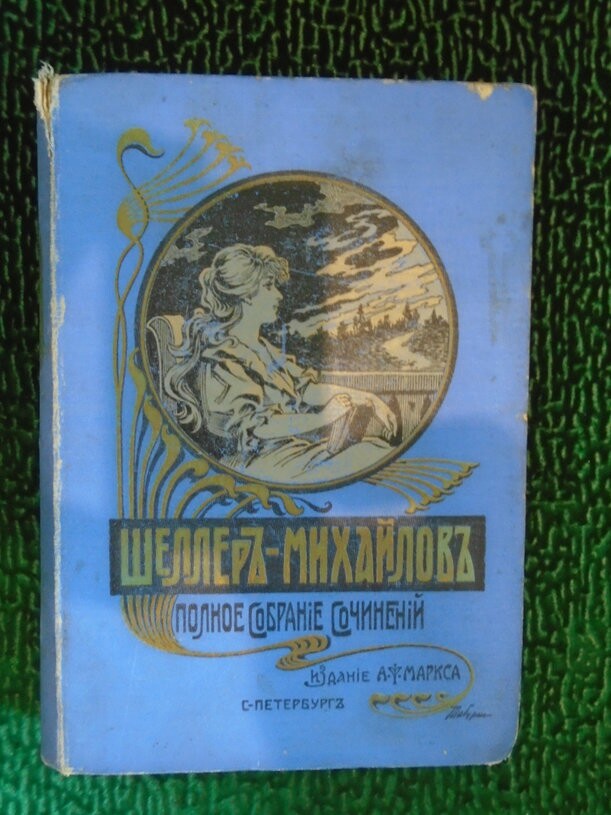 ШЕЛЛЕРЪ-МИХАЙЛОВЪ
ПОЛНОЕ СОБРАНІЕ СОЧИНЕНІЙ
ИЗДАНІЕ А.Ф.МАРКСА
С-ПЕТЕРБУРГЪ